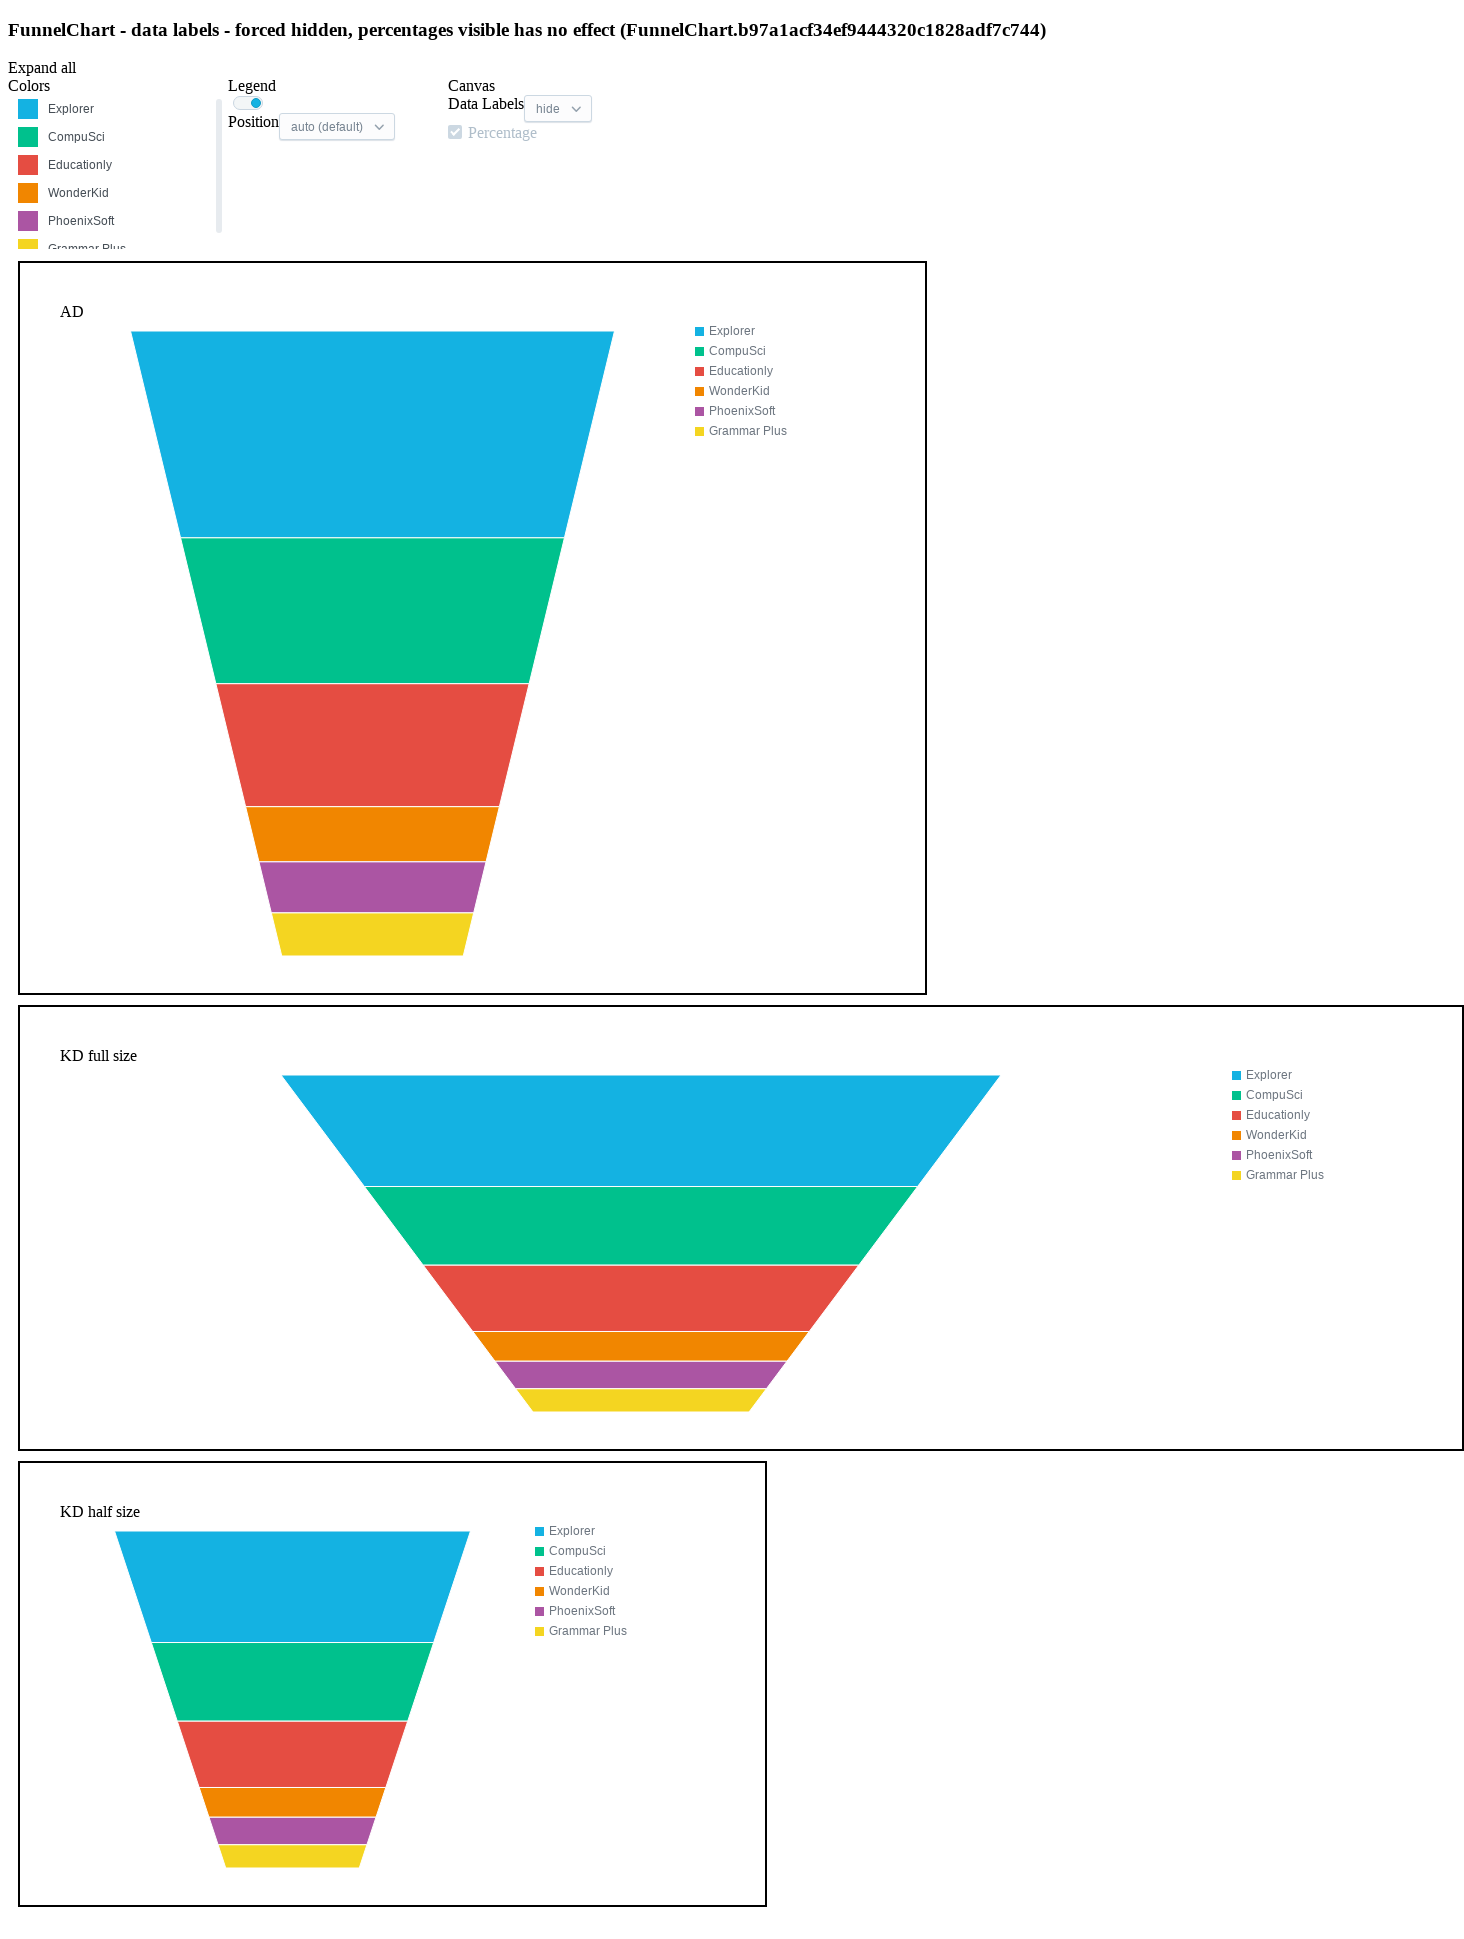 FunnelChart - data labels - forced hidden, percentages visible has no effect (FunnelChart.b97a1acf34ef9444320c1828adf7c744)
Expand all
Colors
Explorer
CompuSci
Educationly
WonderKid
PhoenixSoft
Grammar Plus
Legend
Position auto (default)
Canvas
Data Labels hide
Percentage
AD
Explorer
CompuSci
Educationly
WonderKid
PhoenixSoft
Grammar Plus
KD full size
Explorer
CompuSci
Educationly
WonderKid
PhoenixSoft
Grammar Plus
KD half size
Explorer
CompuSci
Educationly
WonderKid
PhoenixSoft
Grammar Plus